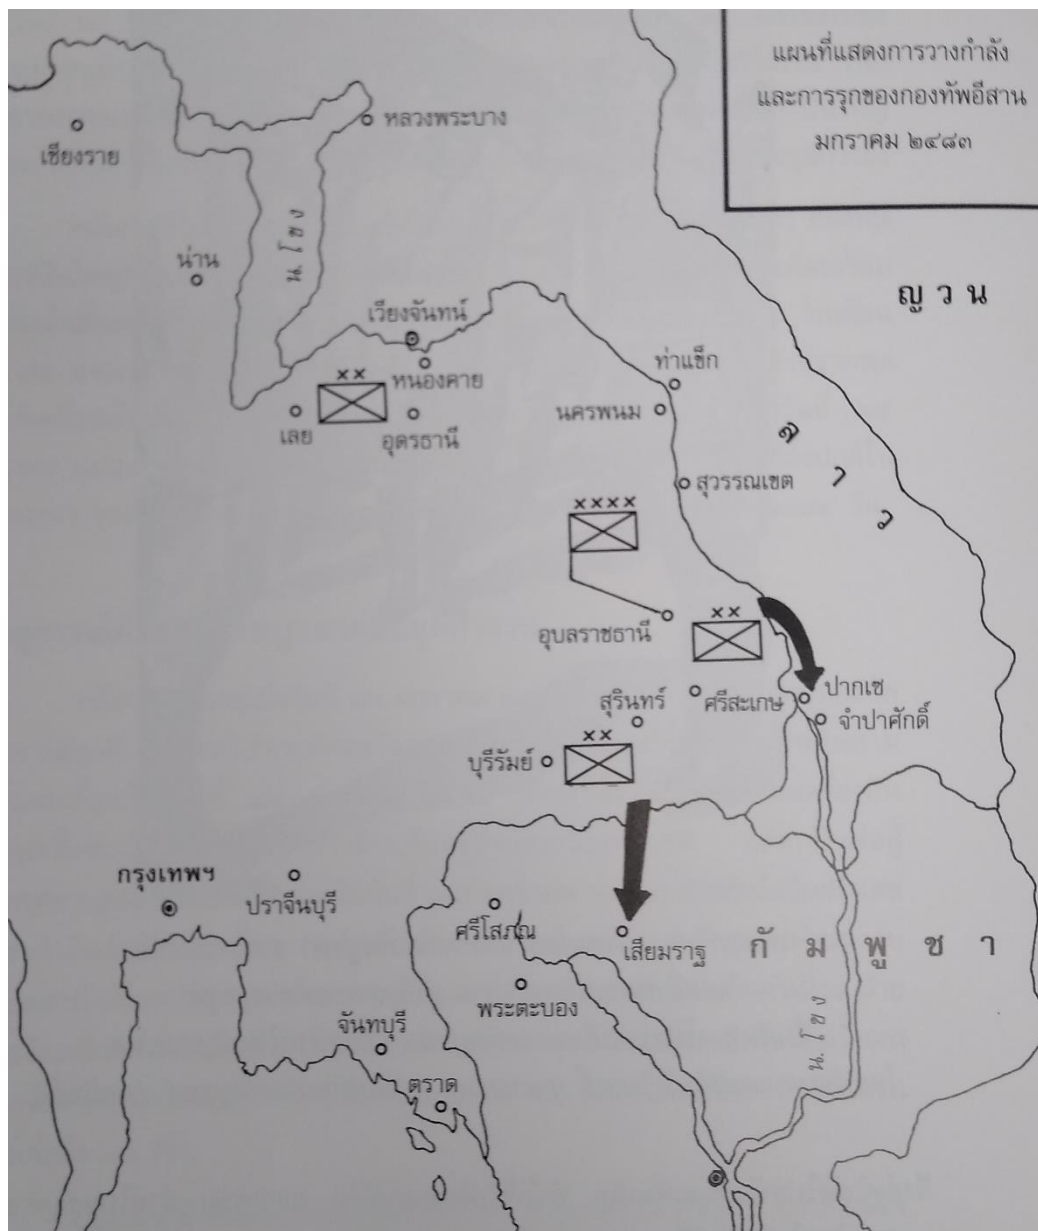 แผนที่แสดงการวางกำลัง
และการรุกของกองทัพอีสาน
มกราคม ๒๔๘๓
หลวงพระบาง
เชียงราย
น. โขง
น่าน
ญวน
เวียงจันทน์
หนองคาย
ท่าแข็ก
นครพนม
เลย
อุดรธานี
ลาว
สุวรรณเขต
อุบลราชธานี
ปากเซ
สุรินทร์
ศรีสะเกษ
จำปาศักดิ์
บุรีรัมย์
กรุงเทพฯ
ปราจีนบุรี
ศรีโสภณ
เสียมราฐ
กัมพูชา
พระตะบอง
จันทบุรี
น. โขง
ตราด